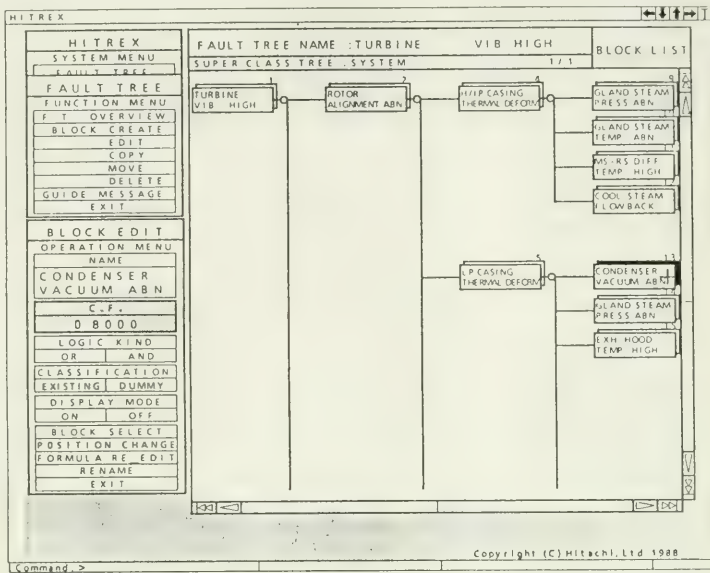 HITREX
HITREX
SYSTEM MENU
FAULT TREE
FAULT TREE
FUNCTION MENU
F T OVERVIEW
BLOCK CREATE
EDIT
COPY
MOVE
DELETE
GUIDE MESSAGE
EXIT
BLOCK EDIT
OPERATION MENU
NAME
CONDENSER
VACUUM ABN
C.F.
0 8000
LOGIC KIND
OR AND
CLASSIFICATION
EXISTING DUMMY
DISPLAY MODE
ON OFF
BLOCK SELECT
POSITION CHANGE
FORMULA RE EDIT
RENAME
EXIT
FAULT TREE NAME :TURBINE VIB HIGH
BLOCK LIST
SUPER CLASS TREE .SYSTEM 1/1
1
TURBINE
VIB HIGH
2
ROTOR
ALIGNMENT ABN
4
H/IP CASING
THERMAL DEFORM
9
GLAND STEAM
PRESS ABN
GLAND STEAM
TEMP ABN
MS-RS DIFF
TEMP HIGH
COOL STEAM
FLOWBACK
5
LP CASING
THERMAL DEFORM
13
CONDENSER
VACUUM ABN
GLAND STEAM
PRESS ABN
EXH HOOD
TEMP HIGH
Copyright (C) Hitachi, Ltd 1988
Command.>